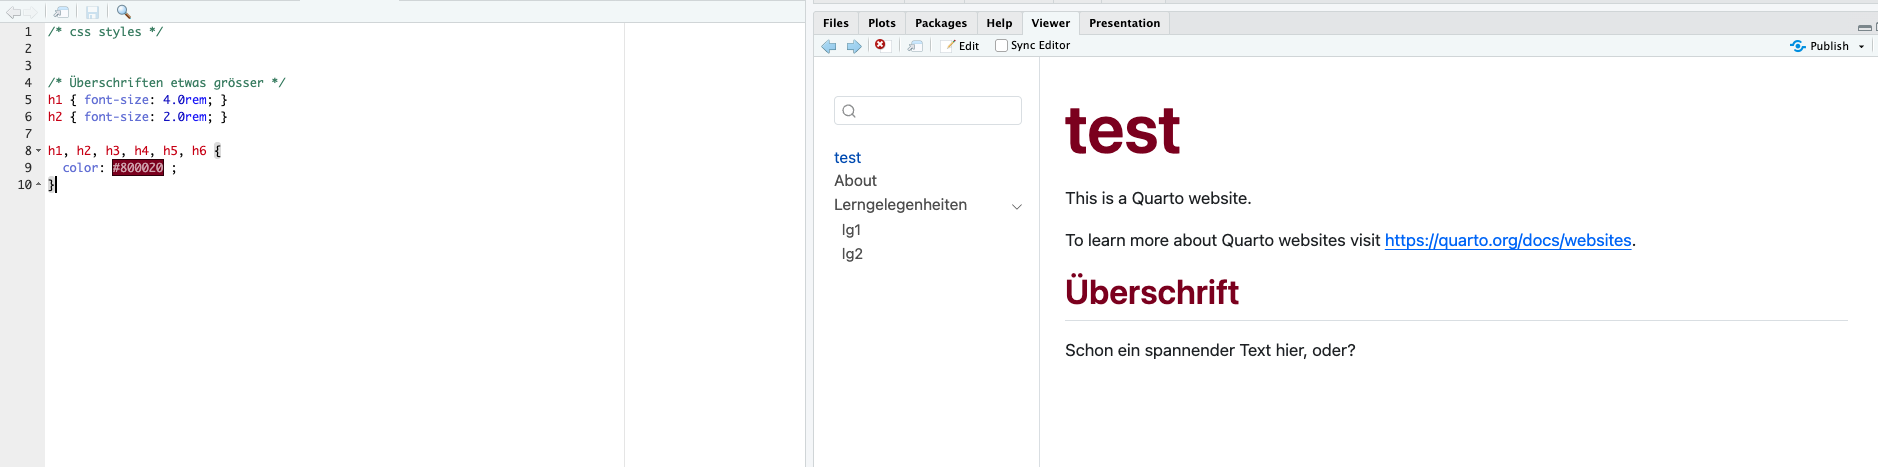 1 /* css styles */
2
3
4 /* Überschriften etwas grösser */
5 h1 { font-size: 4.0rem; }
6 h2 { font-size: 2.0rem; }
7
8 h1, h2, h3, h4, h5, h6 {
9 color: #800020 ;
10 }
Files Plots Packages Help Viewer Presentation
Edit Sync Editor Publish
test
About
Lerngelegenheiten
lg1
lg2
test
This is a Quarto website.
To learn more about Quarto websites visit https://quarto.org/docs/websites.
Überschrift
Schon ein spannender Text hier, oder?